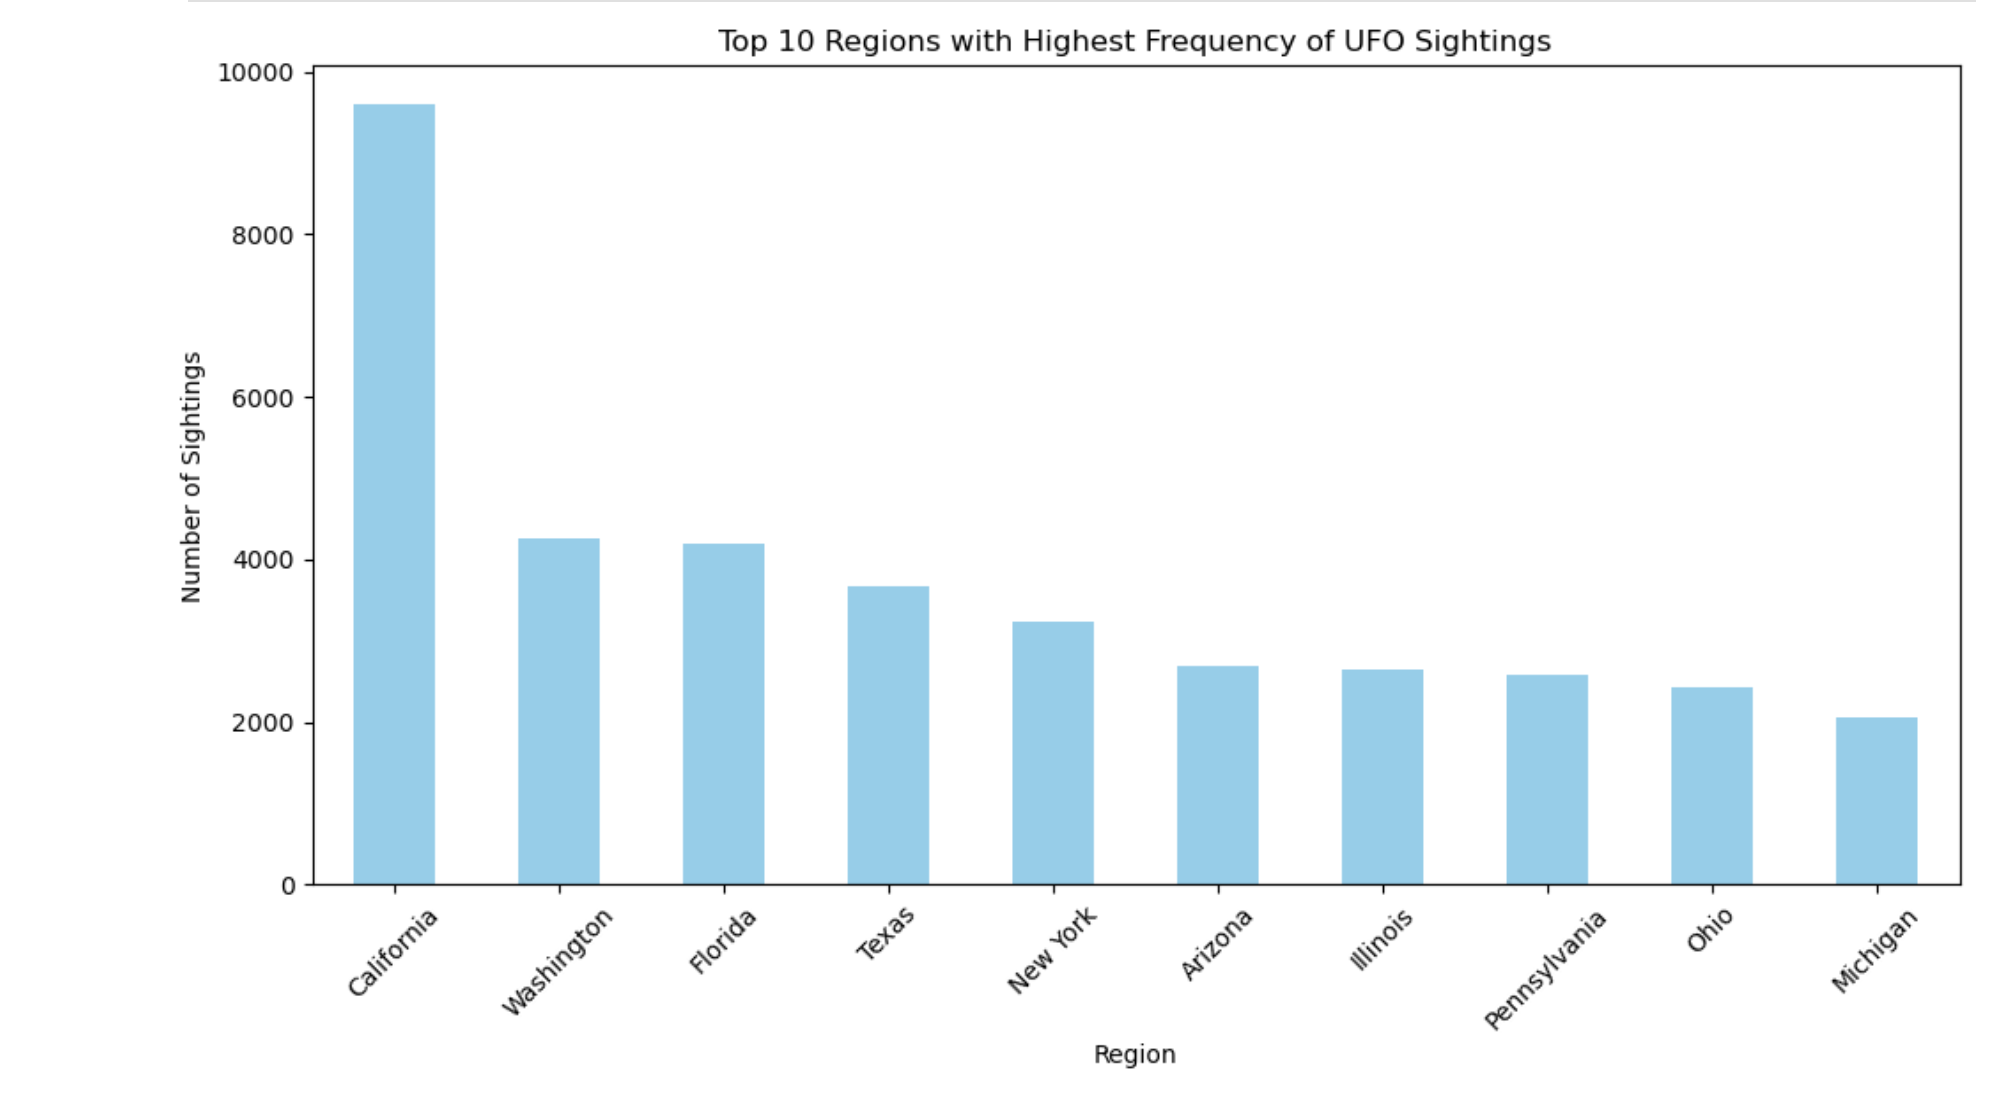 Top 10 Regions with Highest Frequency of UFO Sightings
10000
8000
6000
4000
2000
0
Number of Sightings
California
Washington
Florida
Texas
New York
Arizona
Illinois
Pennsylvania
Ohio
Michigan
Region